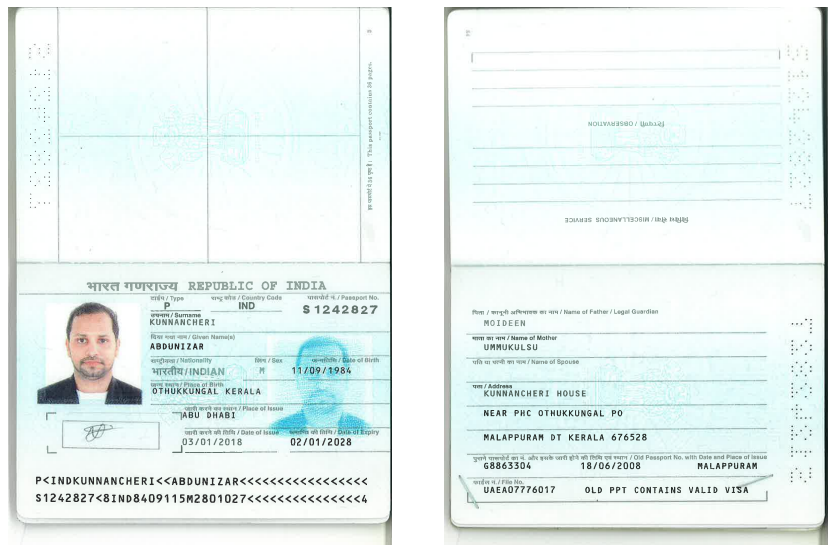 इस पासपोर्ट में 36 पृष्ठ हैं। This passport contains 36 pages.
भारत गणराज्य REPUBLIC OF INDIA
टाईप / Type
राष्ट्र कोड / Country Code
पासपोर्ट नं. / Passport No.
P
IND
S1242827
उपनाम / Surname
KUNNANCHERI
दिया गया नाम / Given Name(s)
ABDUNIZAR
राष्ट्रीयता / Nationality
लिंग / Sex
जन्मतिथि / Date of Birth
भारतीय/INDIAN
M
11/09/1984
जन्म स्थान / Place of Birth
OTHUKKUNGAL KERALA
जारी करने का स्थान / Place of Issue
ABU DHABI
जारी करने की तिथि / Date of Issue
समाप्ति की तिथि / Date of Expiry
03/01/2018
02/01/2028
P<INDKUNNANCHERI<<ABDUNIZAR<<<<<<<<<<<<<<<<<
S1242827<8IND8409115M2801027<<<<<<<<<<<<<<<4
टिप्पणी / OBSERVATION
विविध सेवा / MISCELLANEOUS SERVICE
पिता / कानूनी अभिभावक का नाम / Name of Father / Legal Guardian
MOIDEEN
माता का नाम / Name of Mother
UMMUKULSU
पति या पत्नी का नाम / Name of Spouse
पता / Address
KUNNANCHERI HOUSE
NEAR PHC OTHUKKUNGAL PO
MALAPPURAM DT KERALA 676528
पुराने पासपोर्ट का नं. और इसके जारी होने की तिथि एवं स्थान / Old Passport No. with Date and Place of Issue
G8863304
18/06/2008
MALAPPURAM
फाईल नं. / File No.
UAEA07776017
OLD PPT CONTAINS VALID VISA